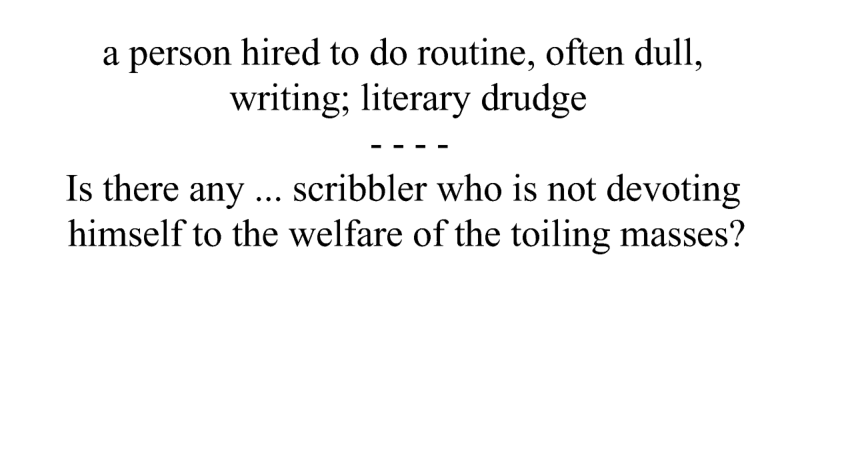 a person hired to do routine, often dull,
writing; literary drudge
- - - -
Is there any ... scribbler who is not devoting
himself to the welfare of the toiling masses?